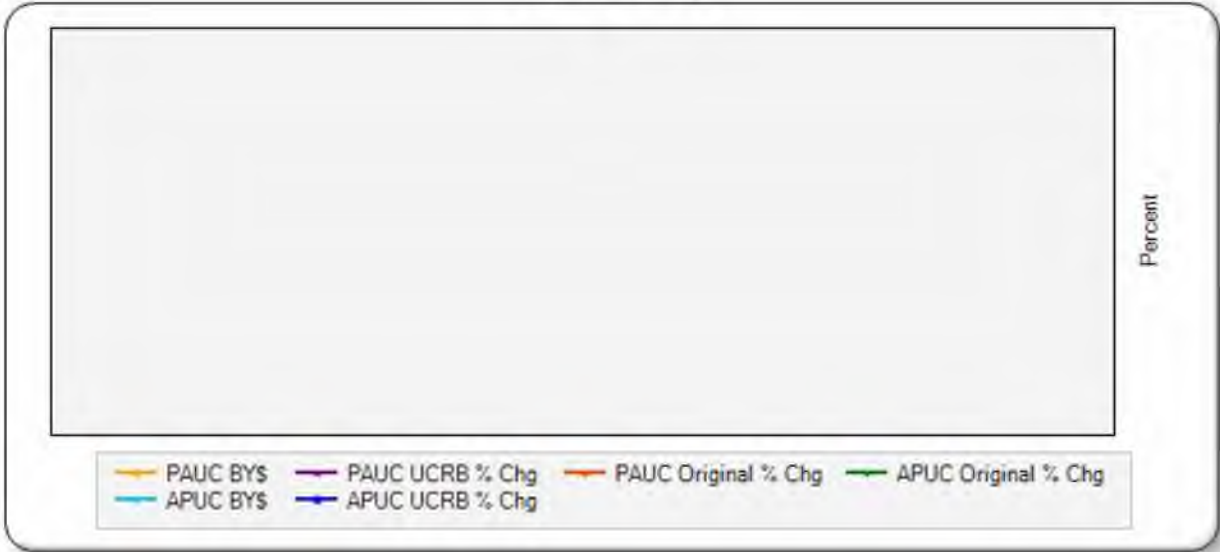 Percent
PAUC BY$ PAUC UCRB % Chg PAUC Original % Chg APUC Original % Chg
APUC BY$ APUC UCRB % Chg